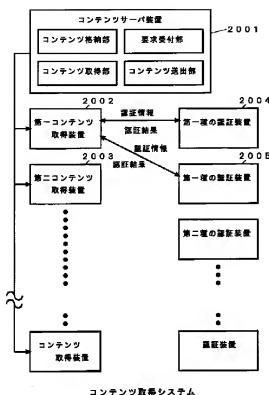 コンテンツサーバ装置
2001
コンテンツ格納部
要求受付部
コンテンツ取得部
コンテンツ送出部
2002
2004
第一コンテンツ
取得装置
認証情報
認証結果
第一種の認証装置
2003
2005
認証情報
認証結果
第二コンテンツ
取得装置
第一種の認証装置
第二種の認証装置
コンテンツ
取得装置
認証装置
コンテンツ取得システム